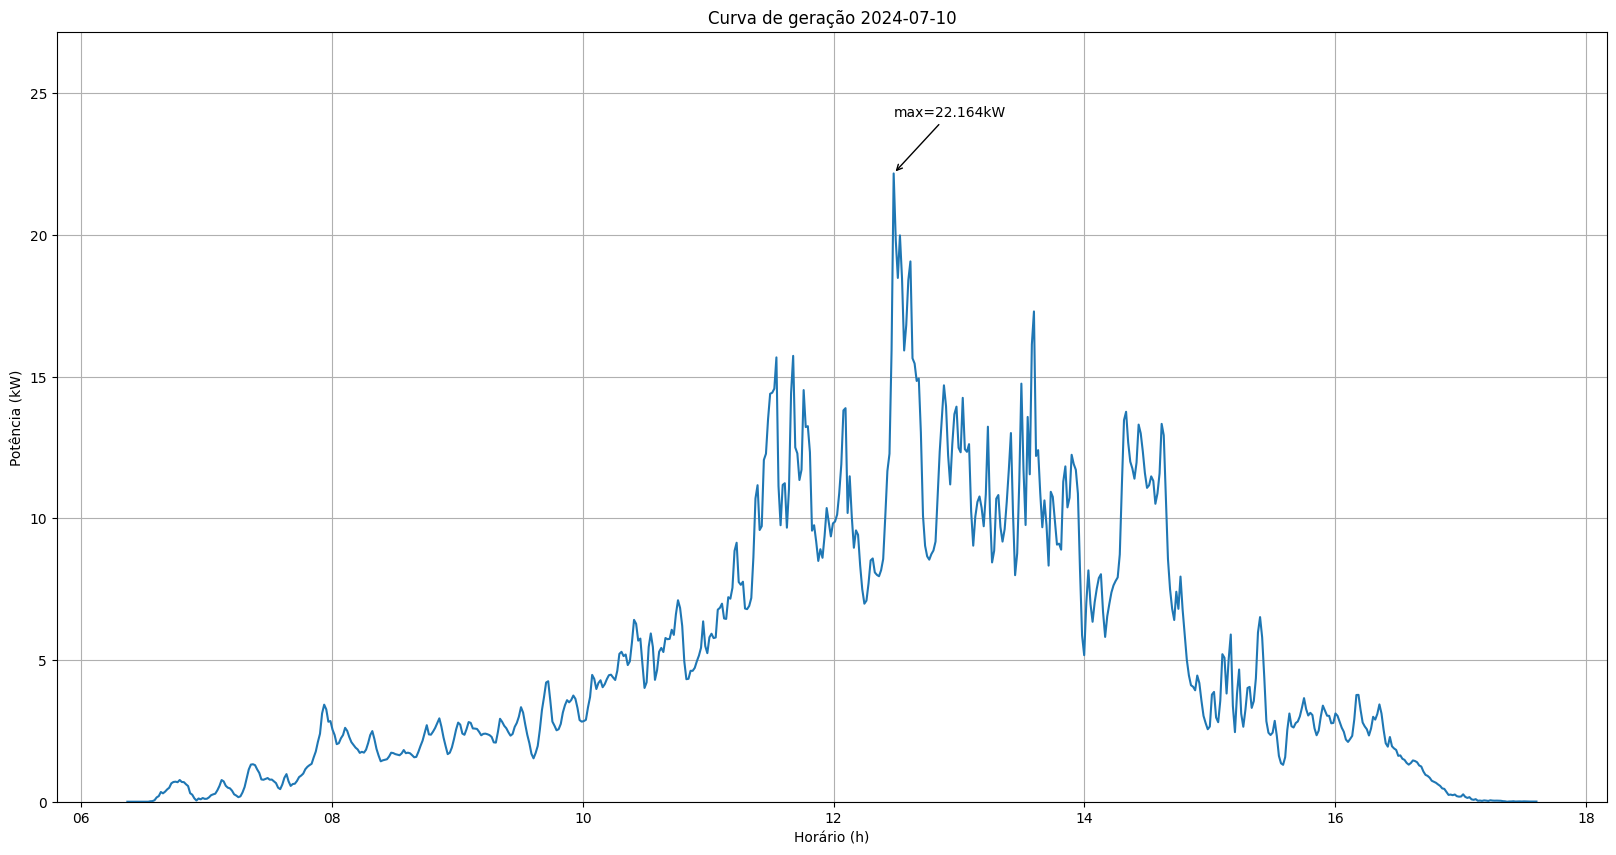 Curva de geração 2024-07-10
25
max=22.164kW
20
15
Potência (kW)
10
5
0
06 08 10 12 14 16 18
Horário (h)